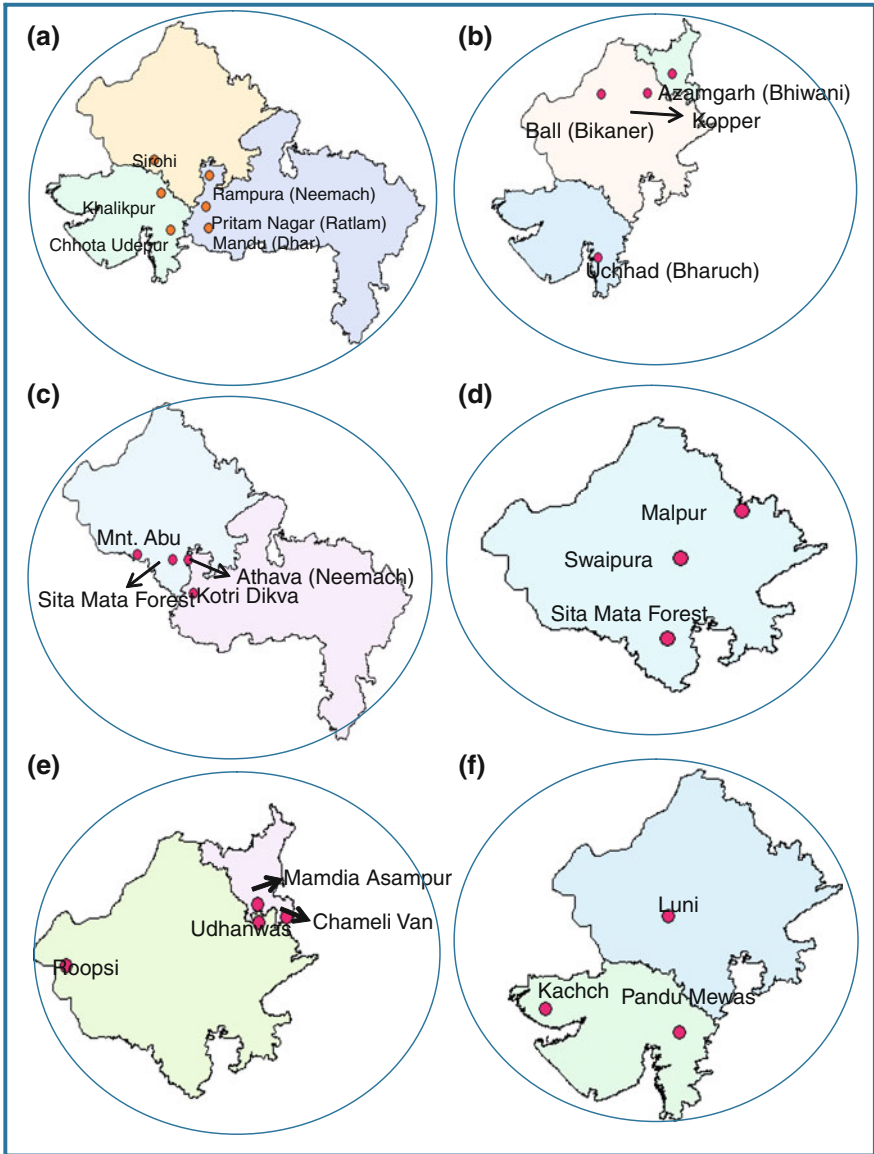 (a)
Sirohi
Rampura (Neemach)
Khalikpur
Pritam Nagar (Ratlam)
Chhota Udepur
Mandu (Dhar)
(b)
Azamgarh (Bhiwani)
Ball (Bikaner)
Kopper
Uchhad (Bharuch)
(c)
Mnt. Abu
Athava (Neemach)
Sita Mata Forest
Kotri Dikva
(d)
Malpur
Swaipura
Sita Mata Forest
(e)
Mamdia Asampur
Chameli Van
Udhanwas
Roopsi
(f)
Luni
Kachch
Pandu Mewas